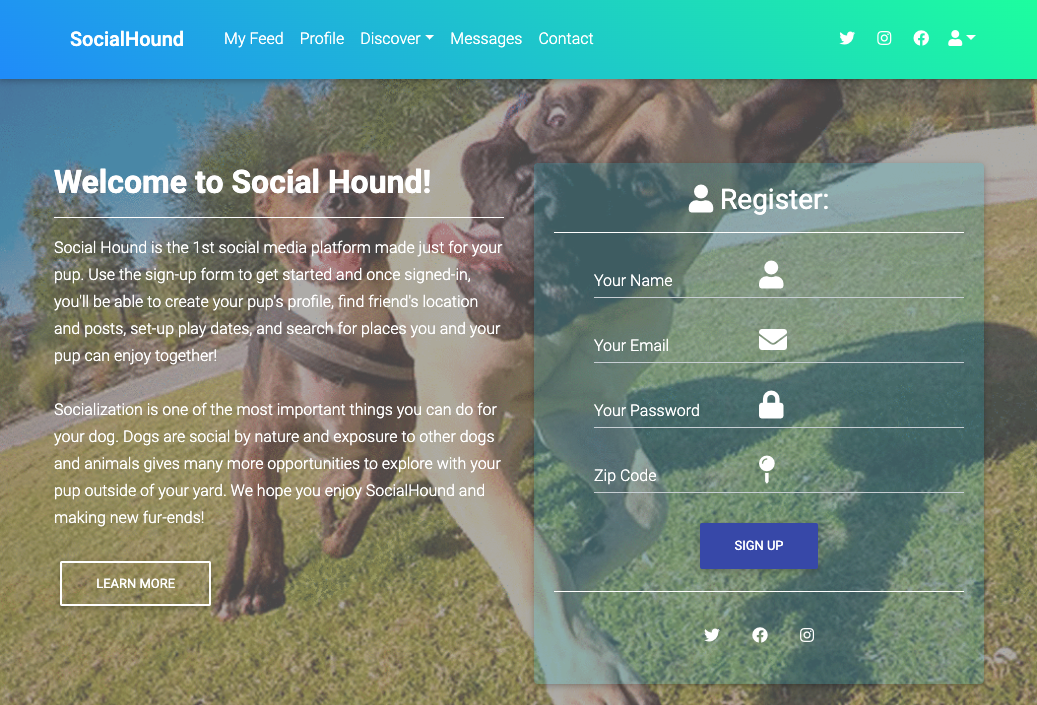 SocialHound My Feed Profile Discover Messages Contact
Welcome to Social Hound!
Social Hound is the 1st social media platform made just for your
pup. Use the sign-up form to get started and once signed-in,
you'll be able to create your pup's profile, find friend's location
and posts, set-up play dates, and search for places you and your
pup can enjoy together!
Socialization is one of the most important things you can do for
your dog. Dogs are social by nature and exposure to other dogs
and animals gives many more opportunities to explore with your
pup outside of your yard. We hope you enjoy SocialHound and
making new fur-ends!
LEARN MORE
Register:
Your Name
Your Email
Your Password
Zip Code
SIGN UP